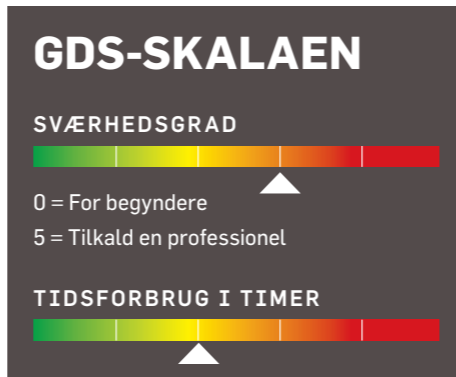 GDS-SKALAEN
SVÆRHEDSGRAD
0 = For begyndere
5 = Tilkald en professionel
TIDSFORBRUG I TIMER